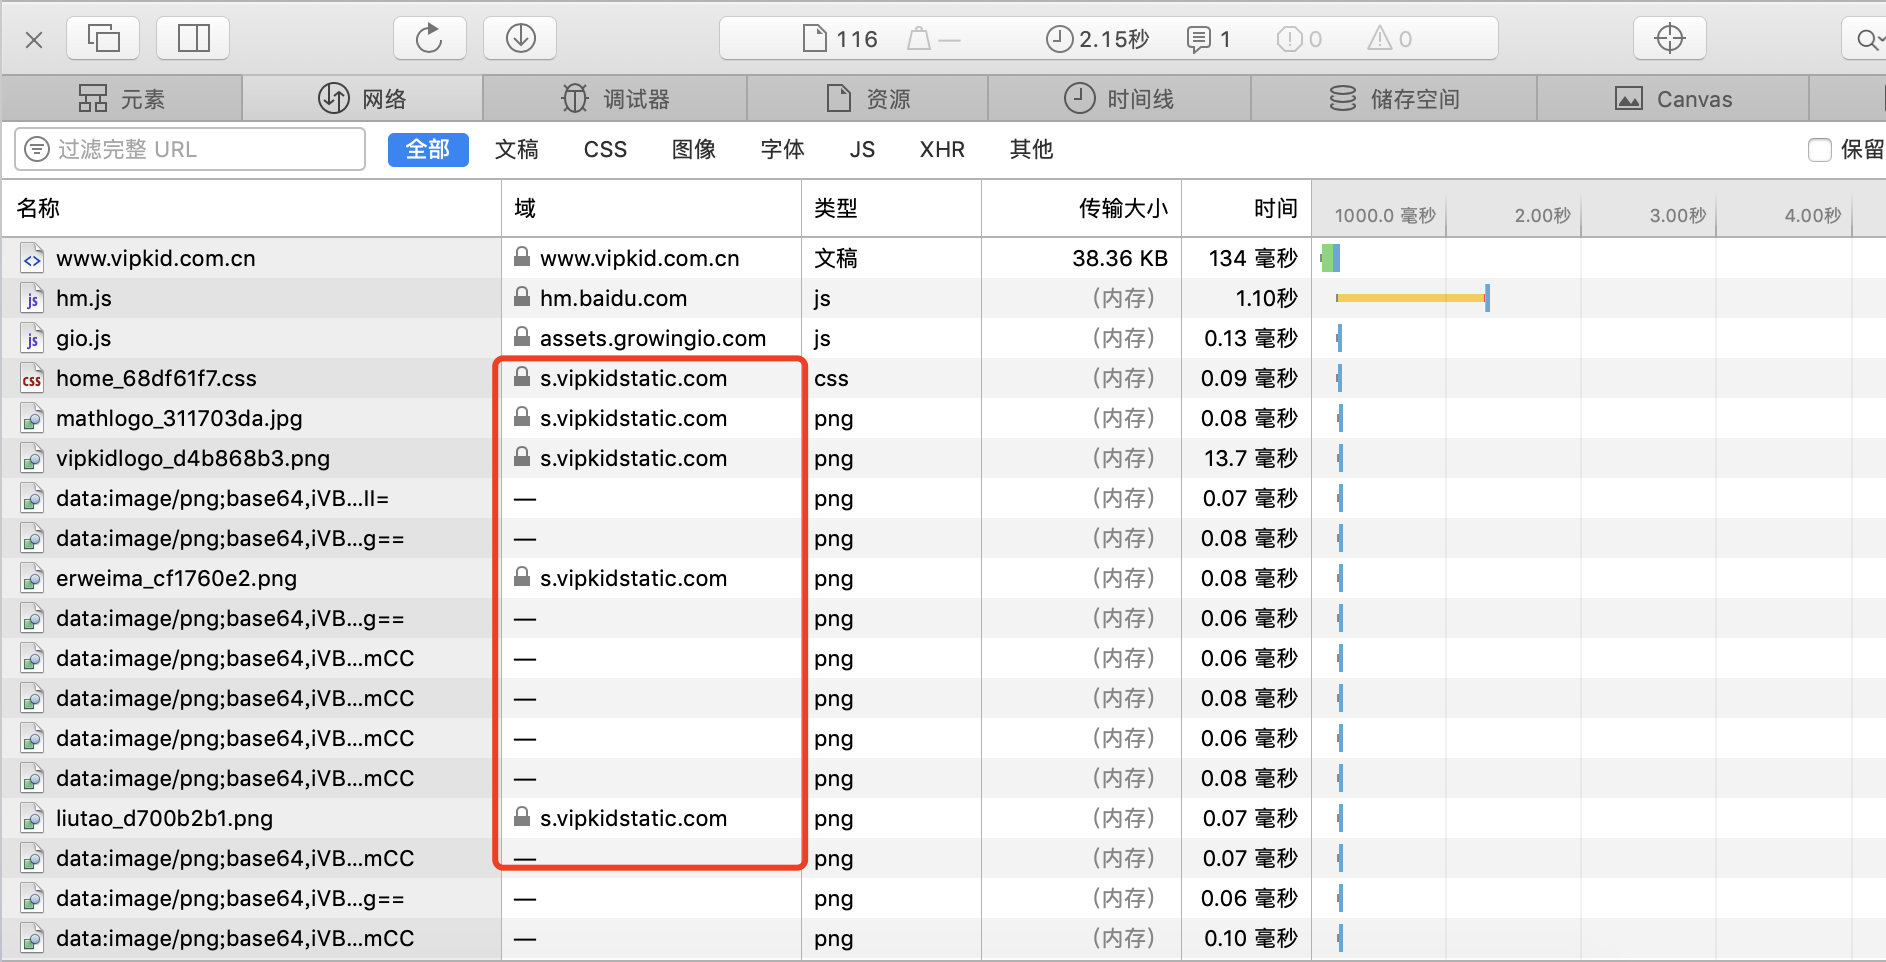 116 — 2.15秒 1 0 0
元素 网络 调试器 资源 时间线 储存空间 Canvas
过滤完整 URL 全部 文稿 CSS 图像 字体 JS XHR 其他 保留
名称 域 类型 传输大小 时间 1000.0 毫秒 2.00秒 3.00秒 4.00秒
www.vipkid.com.cn www.vipkid.com.cn 文稿 38.36 KB 134 毫秒
hm.js hm.baidu.com js (内存) 1.10秒
gio.js assets.growingio.com js (内存) 0.13 毫秒
home_68df61f7.css s.vipkidstatic.com css (内存) 0.09 毫秒
mathlogo_311703da.jpg s.vipkidstatic.com png (内存) 0.08 毫秒
vipkidlogo_d4b868b3.png s.vipkidstatic.com png (内存) 13.7 毫秒
data:image/png;base64,iVB...II= — png (内存) 0.07 毫秒
data:image/png;base64,iVB...g== — png (内存) 0.08 毫秒
erweima_cf1760e2.png s.vipkidstatic.com png (内存) 0.08 毫秒
data:image/png;base64,iVB...g== — png (内存) 0.06 毫秒
data:image/png;base64,iVB...mCC — png (内存) 0.06 毫秒
data:image/png;base64,iVB...mCC — png (内存) 0.08 毫秒
data:image/png;base64,iVB...mCC — png (内存) 0.06 毫秒
data:image/png;base64,iVB...mCC — png (内存) 0.08 毫秒
liutao_d700b2b1.png s.vipkidstatic.com png (内存) 0.07 毫秒
data:image/png;base64,iVB...mCC — png (内存) 0.07 毫秒
data:image/png;base64,iVB...g== — png (内存) 0.06 毫秒
data:image/png;base64,iVB...mCC — png (内存) 0.10 毫秒